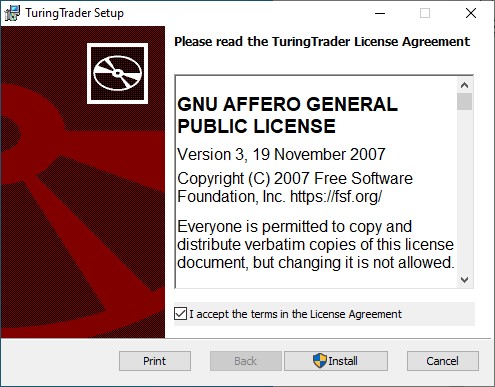 TuringTrader Setup
Please read the TuringTrader License Agreement
GNU AFFERO GENERAL
PUBLIC LICENSE
Version 3, 19 November 2007
Copyright (C) 2007 Free Software
Foundation, Inc. https://fsf.org/
Everyone is permitted to copy and
distribute verbatim copies of this license
document, but changing it is not allowed.
I accept the terms in the License Agreement
Print
Back
Install
Cancel